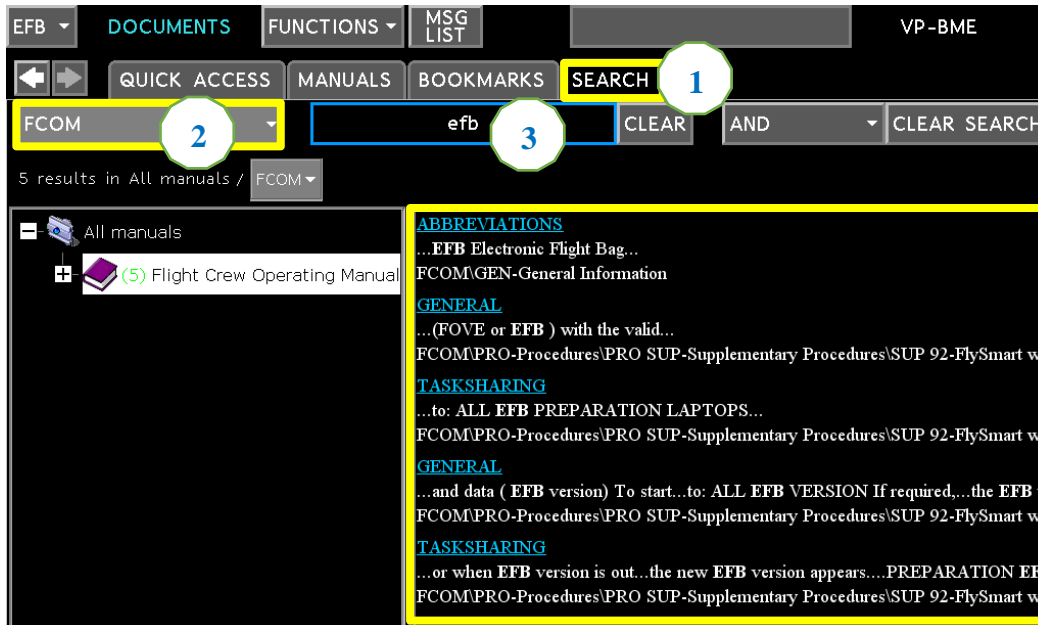 EFB DOCUMENTS FUNCTIONS MSG LIST VP-BME
QUICK ACCESS MANUALS BOOKMARKS SEARCH 1
FCOM 2 efb 3 CLEAR AND CLEAR SEARCH
5 results in All manuals / FCOM
All manuals
(5) Flight Crew Operating Manual
ABBREVIATIONS
...EFB Electronic Flight Bag...
FCOM\GEN-General Information
GENERAL
...(FOVE or EFB ) with the valid...
FCOM\PRO-Procedures\PRO SUP-Supplementary Procedures\SUP 92-FlySmart w
TASKSHARING
...to: ALL EFB PREPARATION LAPTOPS...
FCOM\PRO-Procedures\PRO SUP-Supplementary Procedures\SUP 92-FlySmart w
GENERAL
...and data ( EFB version) To start...to: ALL EFB VERSION If required,...the EFB
FCOM\PRO-Procedures\PRO SUP-Supplementary Procedures\SUP 92-FlySmart w
TASKSHARING
...or when EFB version is out...the new EFB version appears....PREPARATION EF
FCOM\PRO-Procedures\PRO SUP-Supplementary Procedures\SUP 92-FlySmart w